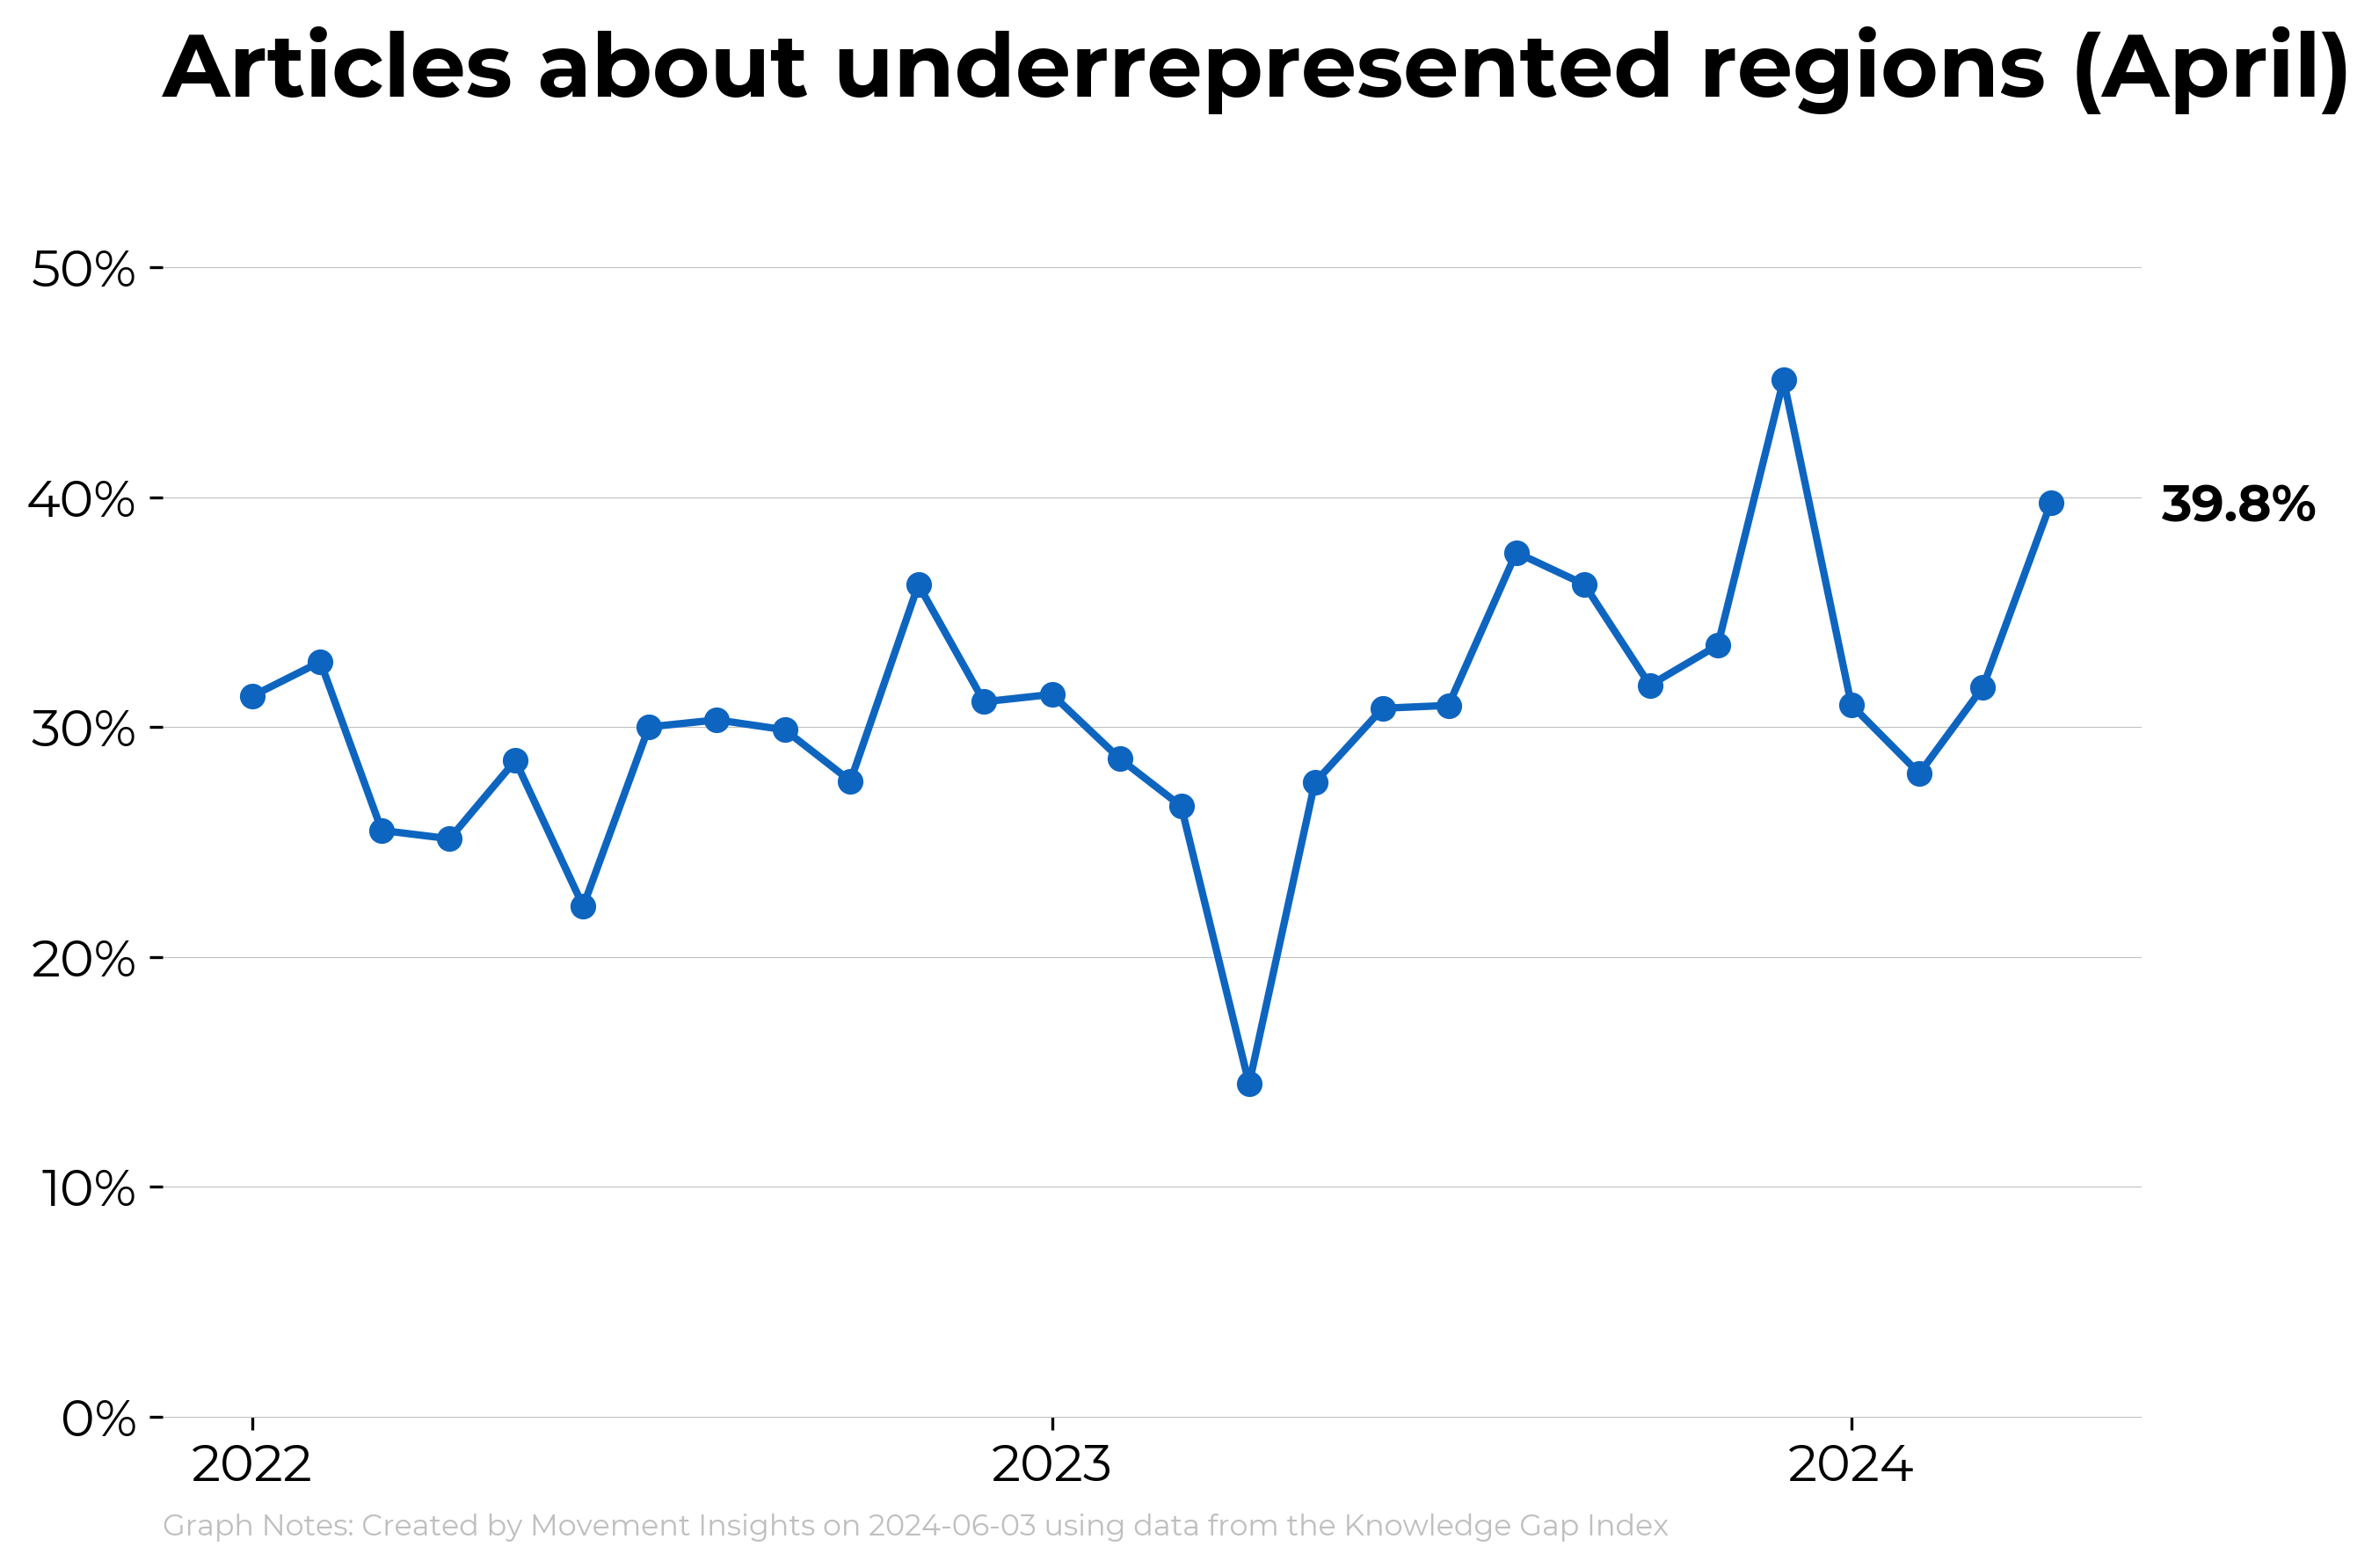 Articles about underrepresented regions (April)
50%
40%
39.8%
30%
20%
10%
0%
2022 2023 2024
Graph Notes: Created by Movement Insights on 2024-06-03 using data from the Knowledge Gap Index